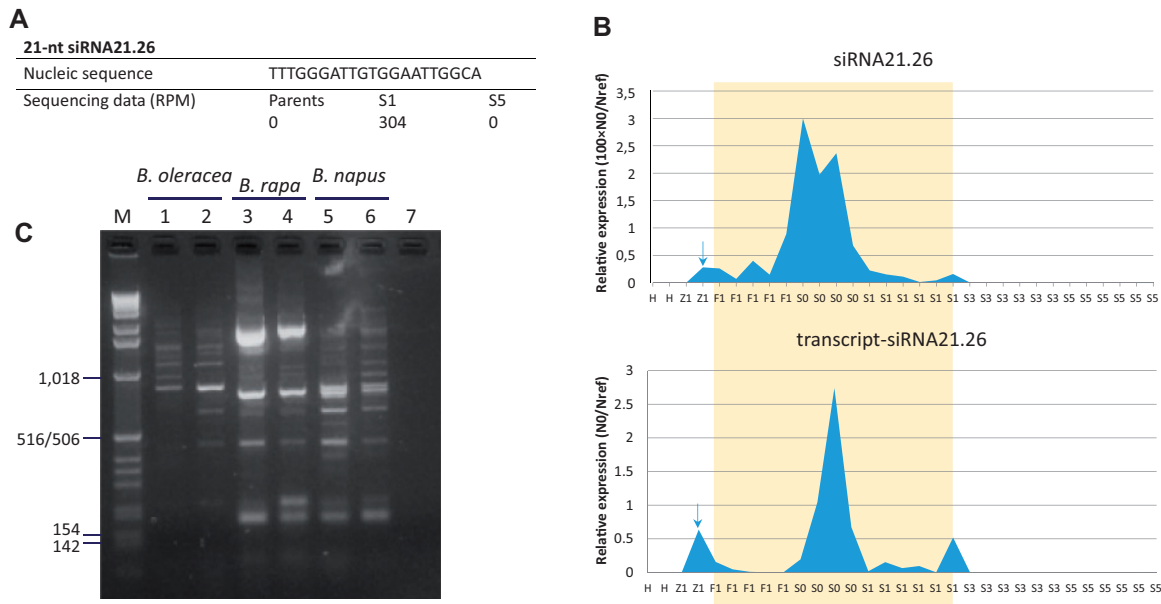 A
21-nt siRNA21.26
Nucleic sequence TTTGGGATTGTGGAATTGGCA
Sequencing data (RPM) Parents S1 S5
0 304 0
C
B. oleracea B. rapa B. napus
M 1 2 3 4 5 6 7
1,018
516/506
154
142
B
siRNA21.26
Relative expression (100×N0/Nref)
3,5
3
2,5
2
1,5
1
0,5
0
H H Z1 Z1 F1 F1 F1 F1 F1 S0 S0 S0 S0 S1 S1 S1 S1 S1 S1 S3 S3 S3 S3 S3 S3 S5 S5 S5 S5 S5 S5
transcript-siRNA21.26
Relative expression (N0/Nref)
3
2.5
2
1.5
1
0.5
0
H H Z1 Z1 F1 F1 F1 F1 F1 S0 S0 S0 S0 S1 S1 S1 S1 S1 S1 S3 S3 S3 S3 S3 S3 S5 S5 S5 S5 S5 S5